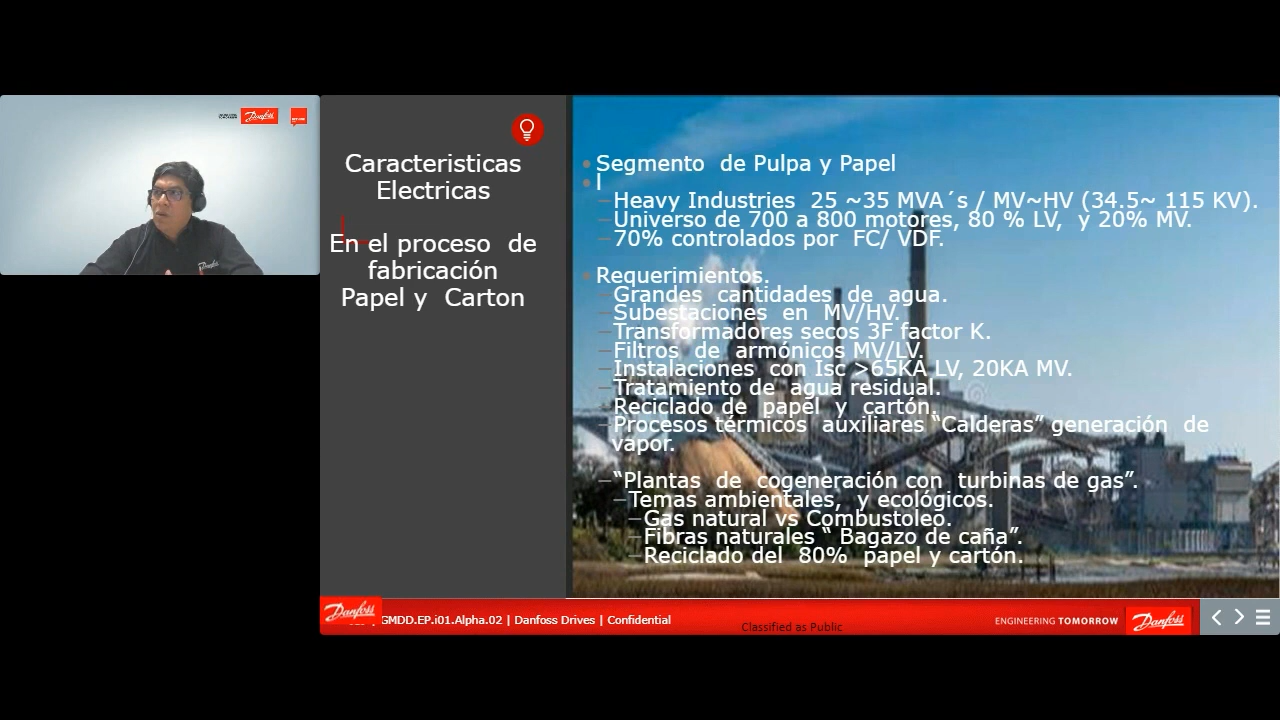 Danfoss
Caracteristicas
Electricas
En el proceso de
fabricación
Papel y Carton
Segmento de Pulpa y Papel
I
Heavy Industries 25 ~35 MVA´s / MV~HV (34.5~ 115 KV).
Universo de 700 a 800 motores, 80 % LV, y 20% MV.
70% controlados por FC/ VDF.
Requerimientos.
Grandes cantidades de agua.
Subestaciones en MV/HV.
Transformadores secos 3F factor K.
Filtros de armónicos MV/LV.
Instalaciones con Isc >65KA LV, 20KA MV.
Tratamiento de agua residual.
Reciclado de papel y cartón.
Procesos térmicos auxiliares “Calderas” generación de
vapor.
“Plantas de cogeneración con turbinas de gas”.
Temas ambientales, y ecológicos.
Gas natural vs Combustoleo.
Fibras naturales “ Bagazo de caña”.
Reciclado del 80% papel y cartón.
Danfoss
| GMDD.EP.i01.Alpha.02 | Danfoss Drives | Confidential
Classified as Public
ENGINEERING TOMORROW
Danfoss